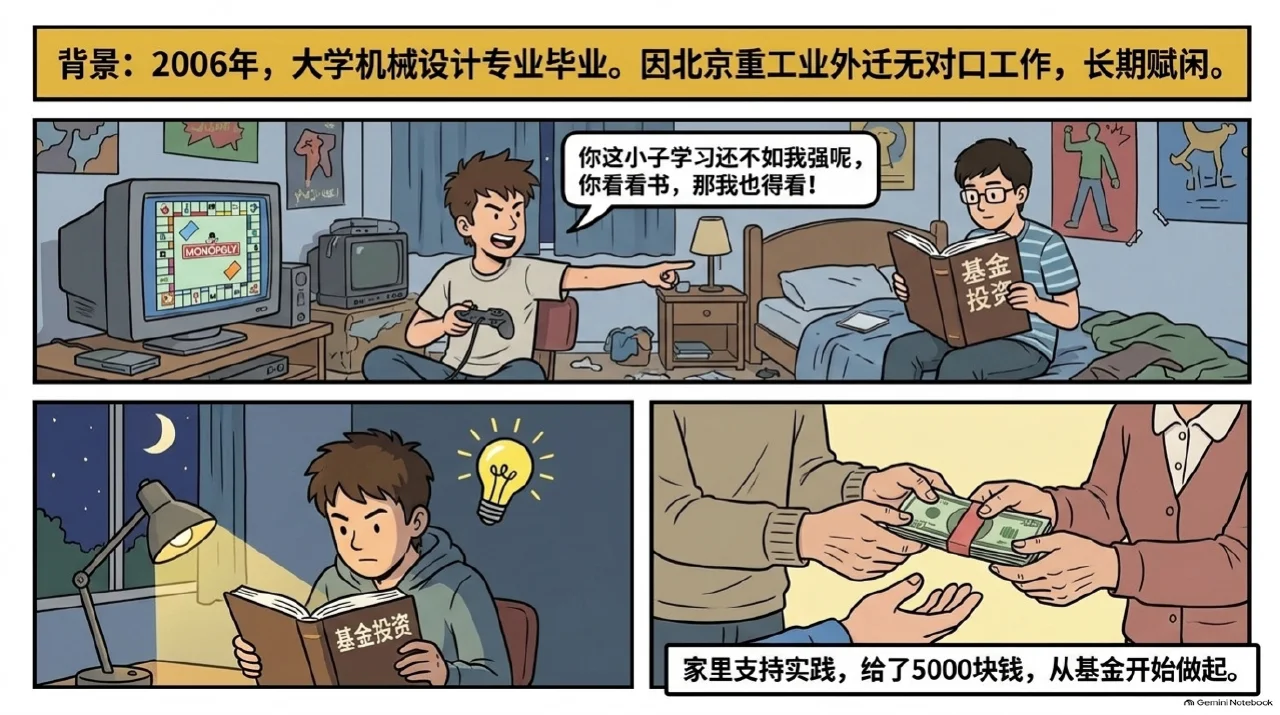 背景：2006年，大学机械设计专业毕业。因北京重工业外迁无对口工作，长期赋闲。
你这小子学习还不如我强呢，
你看看书，那我也得看！
MONOPOLY
基金
投资
基金投资
家里支持实践，给了5000块钱，从基金开始做起。
Gemini Notebook